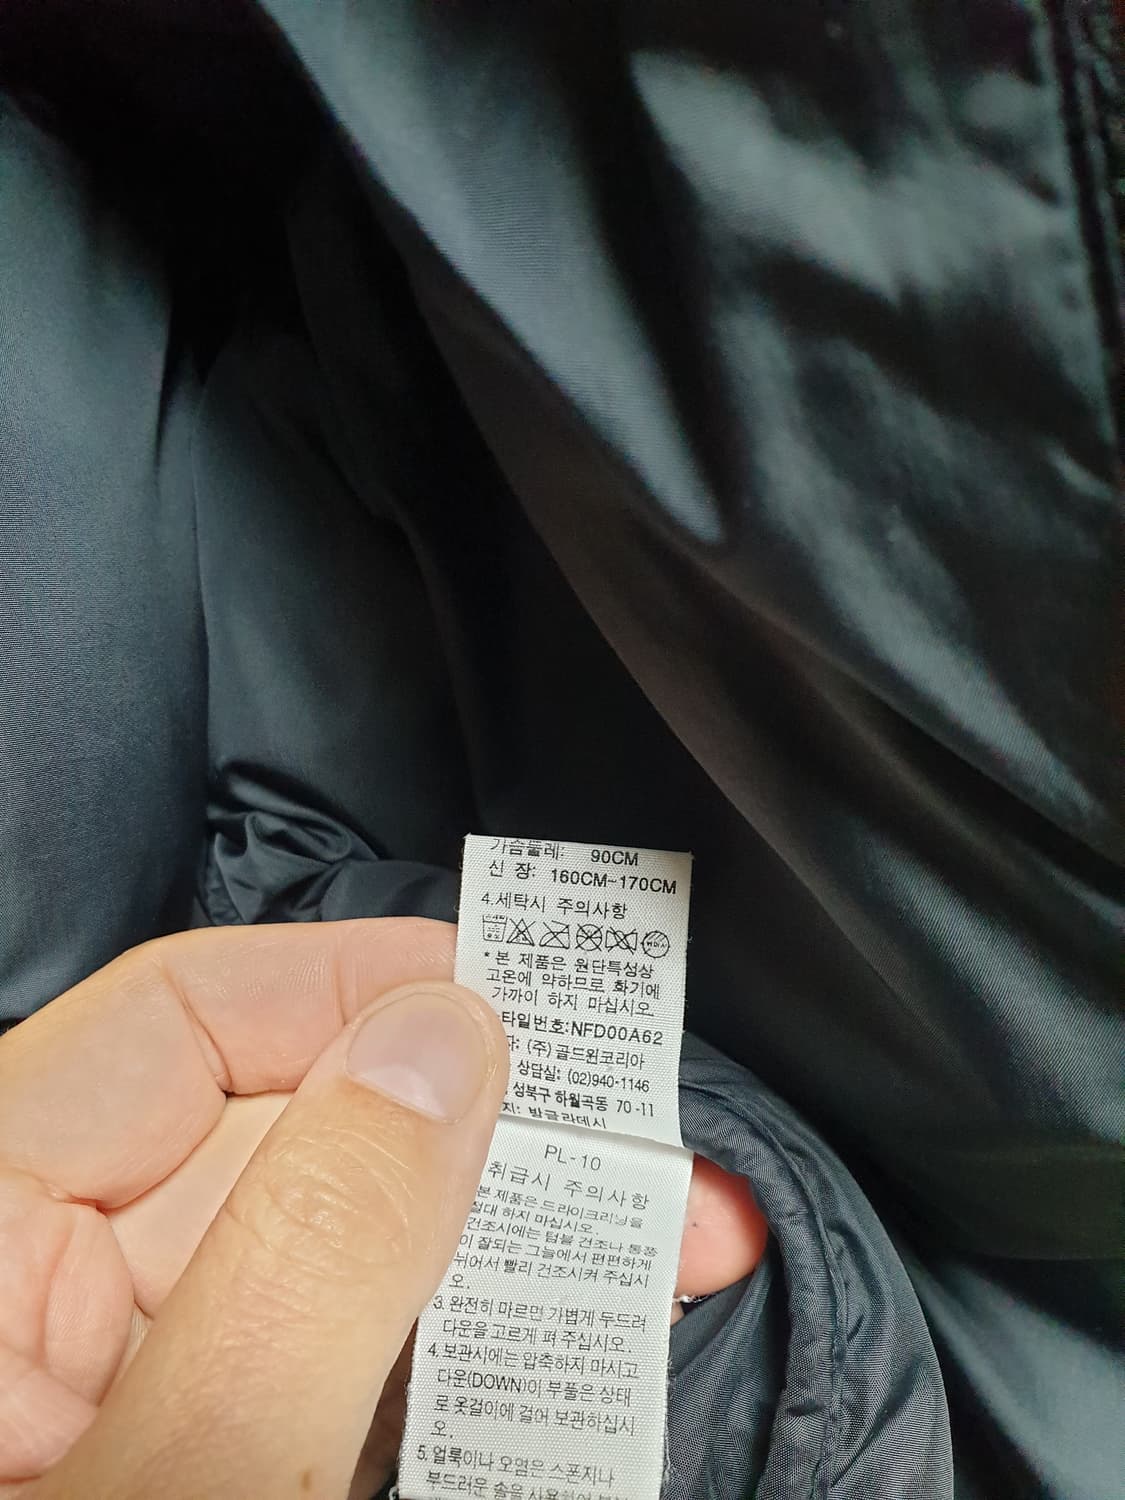 가슴둘레: 90CM
신 장: 160CM-170CM
4.세탁시 주의사항
* 본 제품은 원단특성상
고온에 약하므로 화기에
가까이 하지 마십시오.
타일번호:NFD00A62
자: (주)골드윈코리아
상담실: (02)940-1146
성북구 하월곡동 70-11
지: 방글라데시
PL-10
취급시 주의사항
본 제품은 드라이크리닝을
절대 하지 마십시오.
건조시에는 텀블 건조나 통풍
이 잘되는 그늘에서 편편하게
뉘어서 빨리 건조시켜 주십시
오.
3. 완전히 마르면 가볍게 두드려
다운을 고르게 펴 주십시오.
4. 보관시에는 압축하지 마시고
다운(DOWN)이 부풀은 상태
로 옷걸이에 걸어 보관하십시
오.
5. 얼룩이나 오염은 스폰지나
부드러운 솔을 사용하여